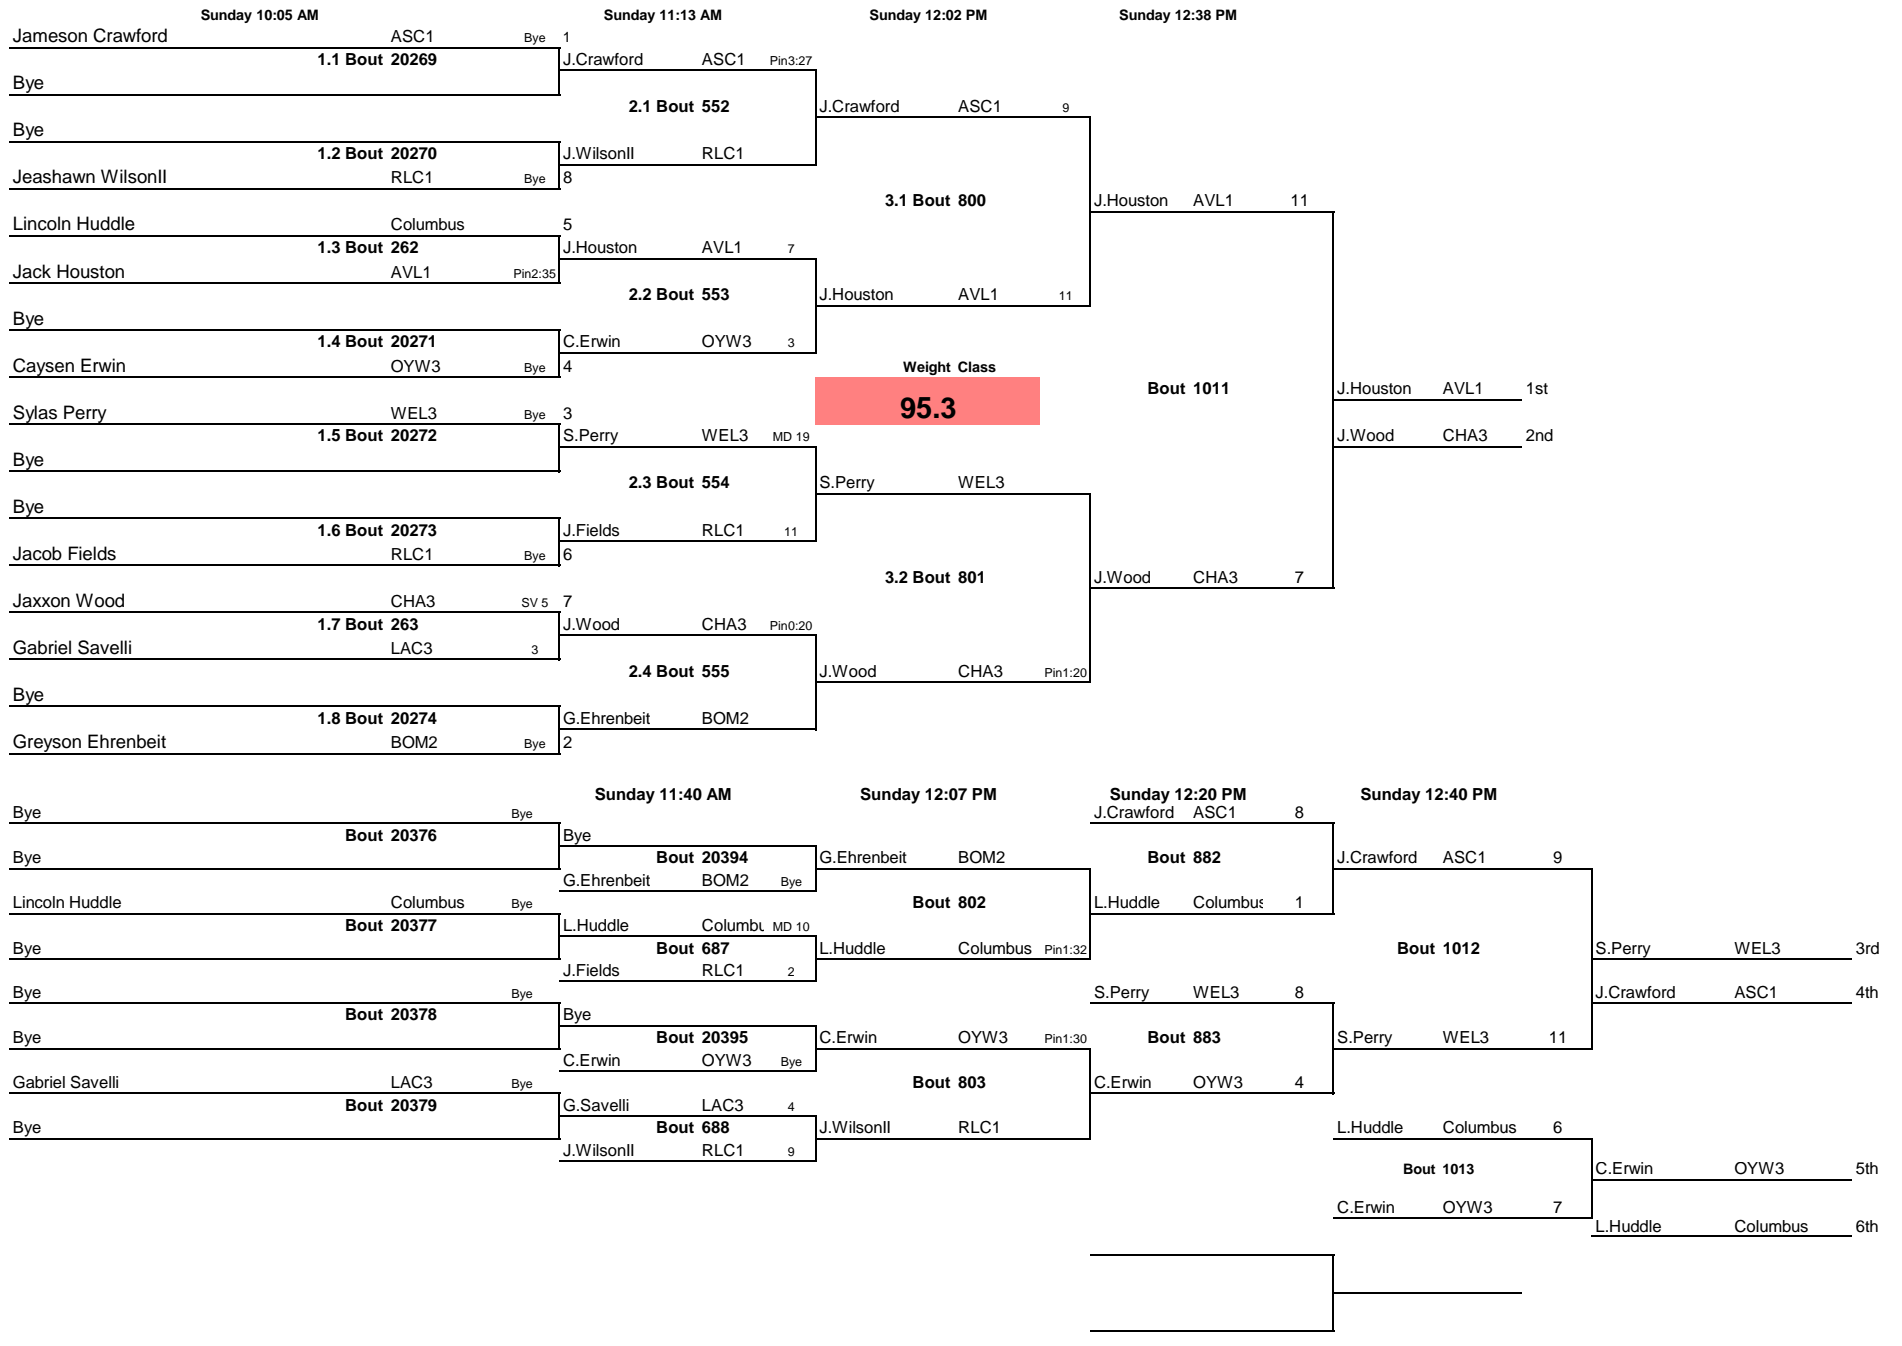 Sunday 10:05 AM Sunday 11:13 AM Sunday 12:02 PM Sunday 12:38 PM
Jameson Crawford ASC1 Bye 1
1.1 Bout 20269 J.Crawford ASC1 Pin3:27
Bye
2.1 Bout 552 J.Crawford ASC1 9
Bye
1.2 Bout 20270 J.WilsonII RLC1
Jeashawn WilsonII RLC1 Bye 8
3.1 Bout 800 J.Houston AVL1 11
Lincoln Huddle Columbus 5
1.3 Bout 262 J.Houston AVL1 7
Jack Houston AVL1 Pin2:35
2.2 Bout 553 J.Houston AVL1 11
Bye
1.4 Bout 20271 C.Erwin OYW3 3
Caysen Erwin OYW3 Bye 4 Weight Class
Bout 1011 J.Houston AVL1 1st
95.3
Sylas Perry WEL3 Bye 3
1.5 Bout 20272 S.Perry WEL3 MD 19 J.Wood CHA3 2nd
Bye
2.3 Bout 554 S.Perry WEL3
Bye
1.6 Bout 20273 J.Fields RLC1 11
Jacob Fields RLC1 Bye 6
3.2 Bout 801 J.Wood CHA3 7
Jaxxon Wood CHA3 SV 5 7
1.7 Bout 263 J.Wood CHA3 Pin0:20
Gabriel Savelli LAC3 3
2.4 Bout 555 J.Wood CHA3 Pin1:20
Bye
1.8 Bout 20274 G.Ehrenbeit BOM2
Greyson Ehrenbeit BOM2 Bye 2
Sunday 11:40 AM Sunday 12:07 PM Sunday 12:20 PM Sunday 12:40 PM
Bye Bye J.Crawford ASC1 8
Bout 20376 Bye
Bye Bout 20394 G.Ehrenbeit BOM2 Bout 882 J.Crawford ASC1 9
G.Ehrenbeit BOM2 Bye
Lincoln Huddle Columbus Bye Bout 802 L.Huddle Columbus 1
Bout 20377 L.Huddle Columbu MD 10
Bye Bout 687 L.Huddle Columbus Pin1:32 Bout 1012 S.Perry WEL3 3rd
J.Fields RLC1 2
Bye Bye S.Perry WEL3 8 J.Crawford ASC1 4th
Bout 20378 Bye
Bye Bout 20395 C.Erwin OYW3 Pin1:30 Bout 883 S.Perry WEL3 11
C.Erwin OYW3 Bye
Gabriel Savelli LAC3 Bye Bout 803 C.Erwin OYW3 4
Bout 20379 G.Savelli LAC3 4
Bye Bout 688 J.WilsonII RLC1 L.Huddle Columbus 6
J.WilsonII RLC1 9
Bout 1013 C.Erwin OYW3 5th
C.Erwin OYW3 7
L.Huddle Columbus 6th